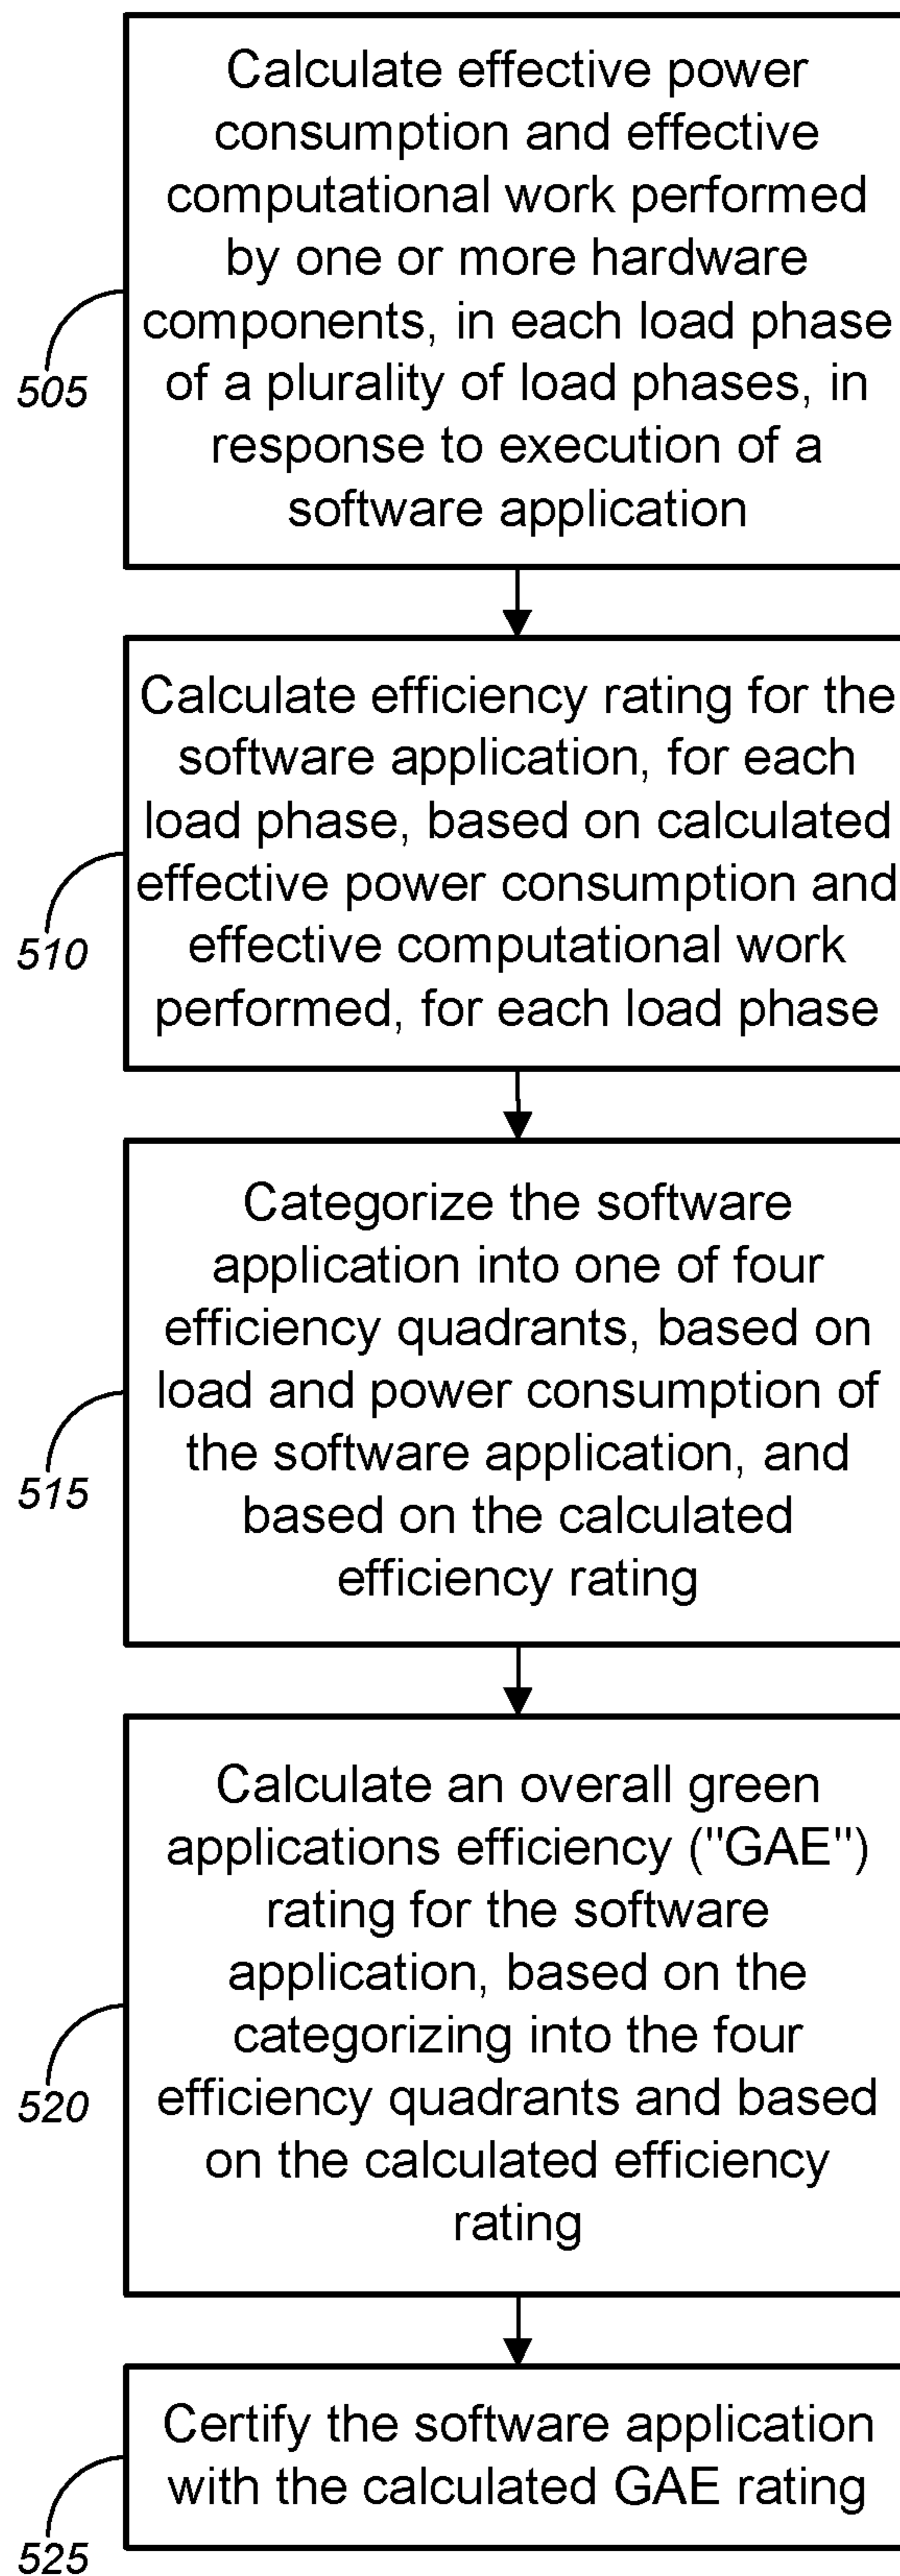 Calculate effective power
consumption and effective
computational work performed
by one or more hardware
components, in each load phase
of a plurality of load phases, in
response to execution of a
software application
505
Calculate efficiency rating for the
software application, for each
load phase, based on calculated
effective power consumption and
effective computational work
performed, for each load phase
510
Categorize the software
application into one of four
efficiency quadrants, based on
load and power consumption of
the software application, and
based on the calculated
efficiency rating
515
Calculate an overall green
applications efficiency ("GAE")
rating for the software
application, based on the
categorizing into the four
efficiency quadrants and based
on the calculated efficiency
rating
520
Certify the software application
with the calculated GAE rating
525